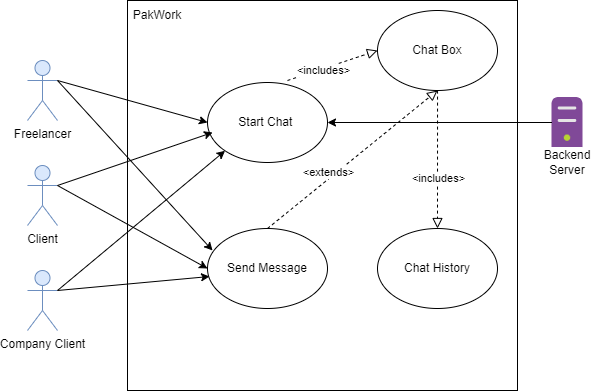 PakWork
Chat Box
<includes>
Freelancer
Start Chat
Backend
Server
<extends>
<includes>
Client
Send Message
Chat History
Company Client